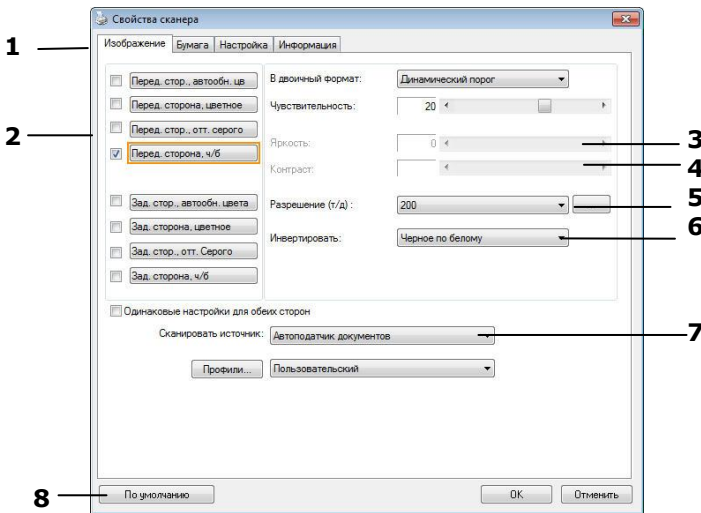 Свойства сканера
1
Изображение Бумага Настройка Информация
Перед. стор., автообн. цв
В двоичный формат:
Динамический порог
Перед. сторона, цветное
Чувствительность:
20
2
Перед. стор., отт. серого
Яркость:
0
3
Перед. сторона, ч/б
Контраст:
4
Зад. стор., автообн. цвета
Разрешение (т/д) :
200
5
Зад. сторона, цветное
Инвертировать:
Черное по белому
6
Зад. стор., отт. Серого
Зад. сторона, ч/б
Одинаковые настройки для обеих сторон
Сканировать источник:
Автоподатчик документов
7
Профили...
Пользовательский
8
По умолчанию
OK
Отменить